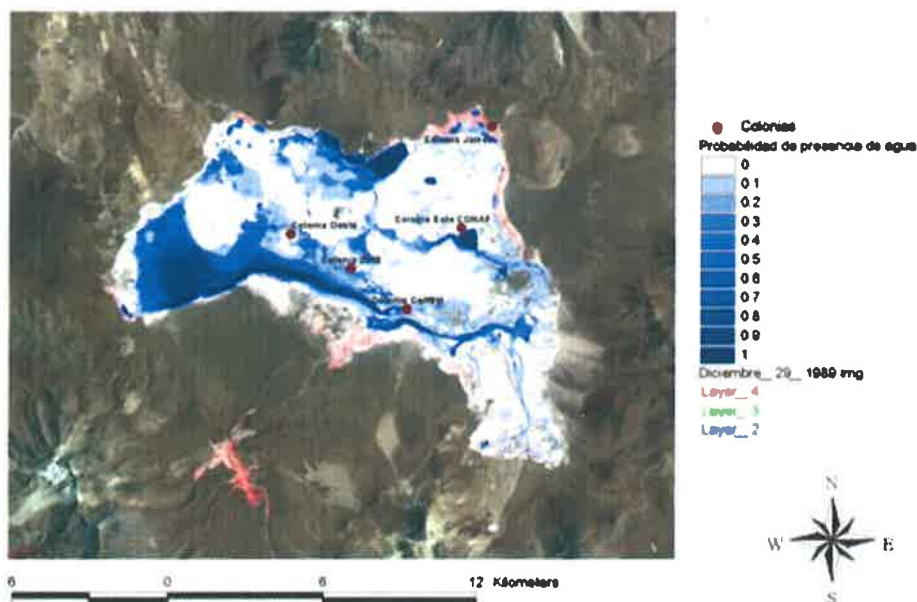 Colonia
Colonia Oeste
Colonia Este CONAF
Colonia
Colonia Central
Colonias
Probabilidad de presencia de agua
0
0.1
0.2
0.3
0.4
0.5
0.6
0.7
0.8
0.9
1
Diciembre_ 29_ 1989 img
Layer_ 4
Layer_ 3
Layer_ 2
N
W
E
S
6
0
6
12 Kilometers